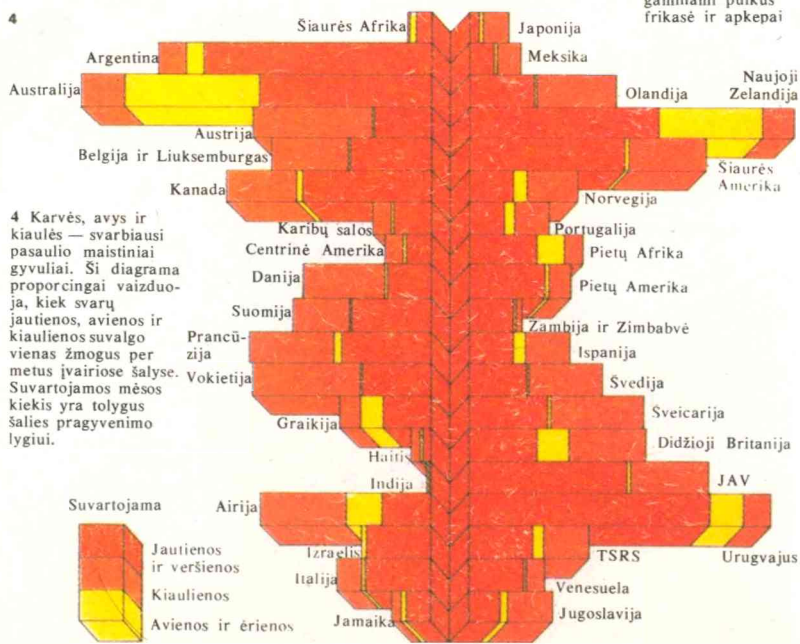 gaminami puikus
frikasė ir apkepai
4
Šiaurės Afrika
Japonija
Argentina
Meksika
Australija
Olandija
Naujoji
Zelandija
Austrija
Belgija ir Liuksemburgas
Šiaurės
Amerika
Kanada
Norvegija
4 Karvės, avys ir
kiaulės — svarbiausi
pasaulio maistiniai
gyvuliai. Ši diagrama
proporcingai vaizduo-
ja, kiek svarų
jautienos, avienos ir
kiaulienos suvalgo
vienas žmogus per
metus įvairiose šalyse.
Suvartojamos mėsos
kiekis yra tolygus
šalies pragyvenimo
lygiui.
Karibų salos
Portugalija
Centrinė Amerika
Pietų Afrika
Danija
Pietų Amerika
Suomija
Zambija ir Zimbabvė
Prancū-
zija
Ispanija
Vokietija
Švedija
Šveicarija
Graikija
Didžioji Britanija
Haitis
Indija
JAV
Suvartojama
Airija
Jautienos
ir veršienos
Kiaulienos
Avienos ir ėrienos
Izraelis
TSRS
Urugvajus
Italija
Venesuela
Jamaika
Jugoslavija